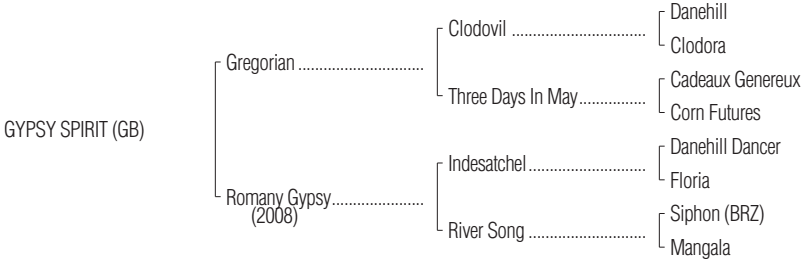 Danehill
Clodovil ................................
Clodora
Gregorian ..............................
Cadeaux Genereux
Three Days In May................
Corn Futures
GYPSY SPIRIT (GB)
Danehill Dancer
Indesatchel............................
Floria
Romany Gypsy......................
(2008)
Siphon (BRZ)
River Song ............................
Mangala